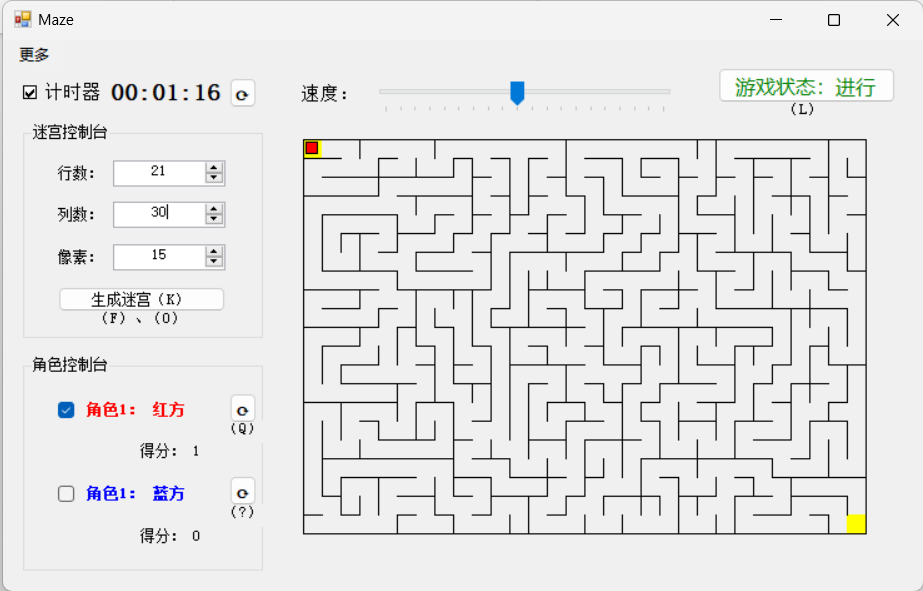 Maze
更多
计时器 00:01:16
速度：
游戏状态：进行
(L)
迷宫控制台
行数： 21
列数： 30
像素： 15
生成迷宫（K）
(F) 、 (O)
角色控制台
角色1： 红方
(Q)
得分： 1
角色1： 蓝方
(?)
得分： 0